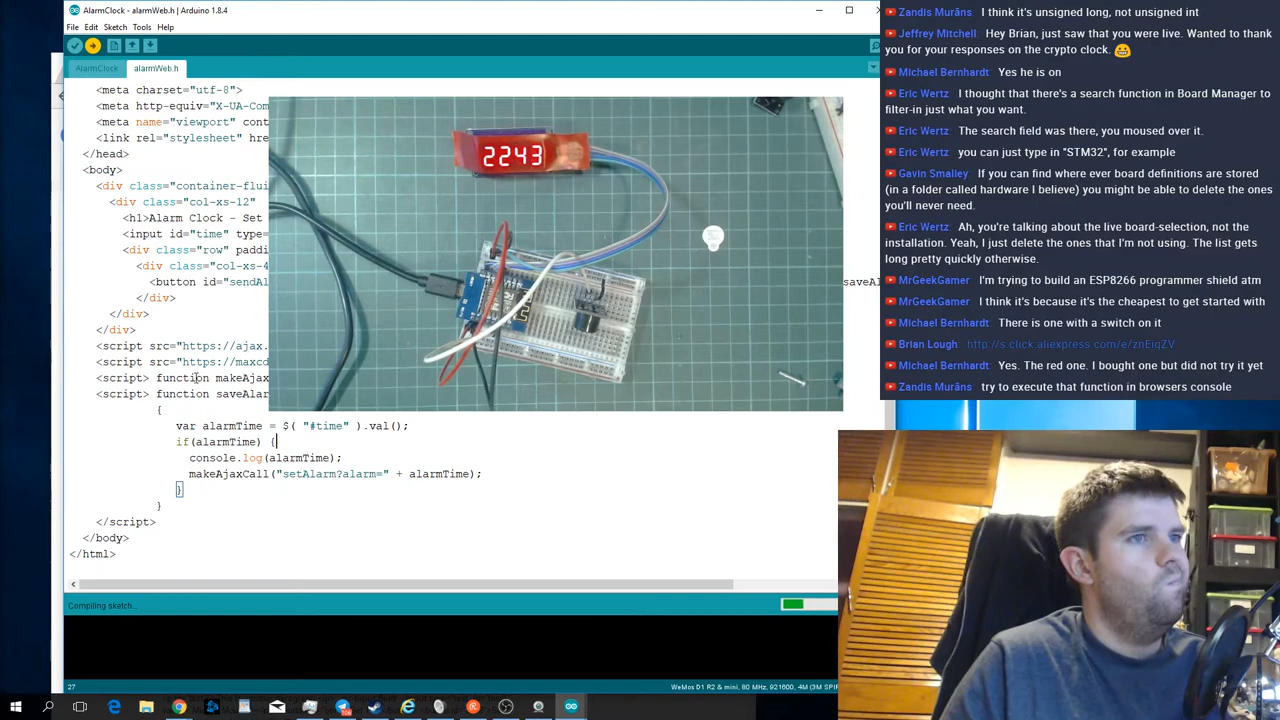 AlarmClock - alarmWeb.h | Arduino 1.8.4
File Edit Sketch Tools Help
AlarmClock alarmWeb.h
<meta charset="utf-8">
<meta http-equiv="X-UA-Com
<meta name="viewport" cont
<link rel="stylesheet" hre
</head>
<body>
<div class="container-flui
<div class="col-xs-12"
<h1>Alarm Clock - Set
<input id="time" type=
<div class="row" paddi
<div class="col-xs-4
<button id="sendAl
saveAl
</div>
</div>
</div>
<script src="https://ajax.
<script src="https://maxcd
<script> function makeAjax
<script> function saveAlar
{
var alarmTime = $( "#time" ).val();
if(alarmTime) {
console.log(alarmTime);
makeAjaxCall("setAlarm?alarm=" + alarmTime);
}
}
</script>
</body>
</html>
Compiling sketch...
27
WeMos D1 R2 & mini, 80 MHz, 921600, 4M (3M SPIF
2243
Zandis Murāns I think it's unsigned long, not unsigned int
Jeffrey Mitchell Hey Brian, just saw that you were live. Wanted to thank
you for your responses on the crypto clock.
Michael Bernhardt Yes he is on
Eric Wertz I thought that there's a search function in Board Manager to
filter-in just what you want.
Eric Wertz The search field was there, you moused over it.
Eric Wertz you can just type in "STM32", for example
Gavin Smalley If you can find where ever board definitions are stored
(in a folder called hardware I believe) you might be able to delete the ones
you'll never need.
Eric Wertz Ah, you're talking about the live board-selection, not the
installation. Yeah, I just delete the ones that I'm not using. The list gets
long pretty quickly otherwise
MrGeekGamer I'm trying to build an ESP8266 programmer shield atm
MrGeekGamer I think it's because it's the cheapest to get started with
Michael Bernhardt There is one with a switch on it
Brian Lough http://s.click.aliexpress.com/e/znEiqZV
Michael Bernhardt Yes. The red one. I bought one but did not try it yet
Zandis Murāns try to execute that function in browsers console